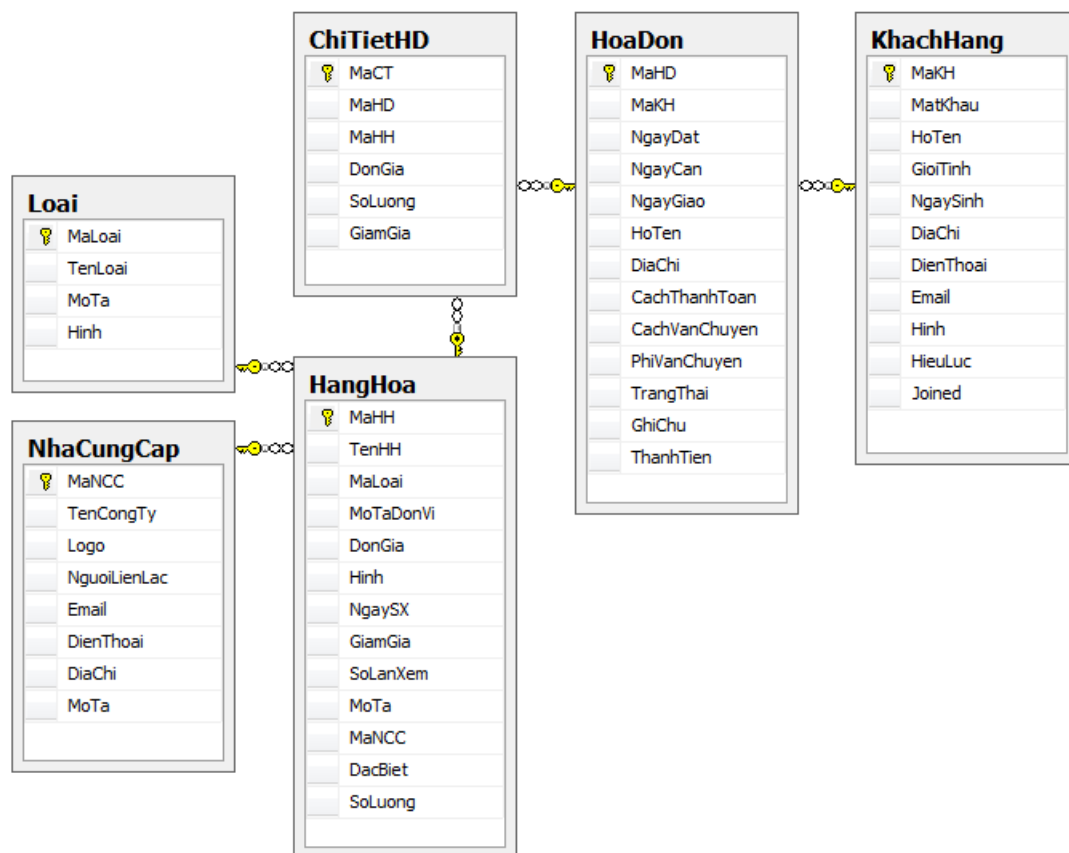 ChiTietHD
MaCT
MaHD
MaHH
DonGia
SoLuong
GiamGia
HoaDon
MaHD
MaKH
NgayDat
NgayCan
NgayGiao
HoTen
DiaChi
CachThanhToan
CachVanChuyen
PhiVanChuyen
TrangThai
GhiChu
ThanhTien
KhachHang
MaKH
MatKhau
HoTen
GioiTinh
NgaySinh
DiaChi
DienThoai
Email
Hinh
HieuLuc
Joined
Loai
MaLoai
TenLoai
MoTa
Hinh
NhaCungCap
MaNCC
TenCongTy
Logo
NguoiLienLac
Email
DienThoai
DiaChi
MoTa
HangHoa
MaHH
TenHH
MaLoai
MoTaDonVi
DonGia
Hinh
NgaySX
GiamGia
SoLanXem
MoTa
MaNCC
DacBiet
SoLuong